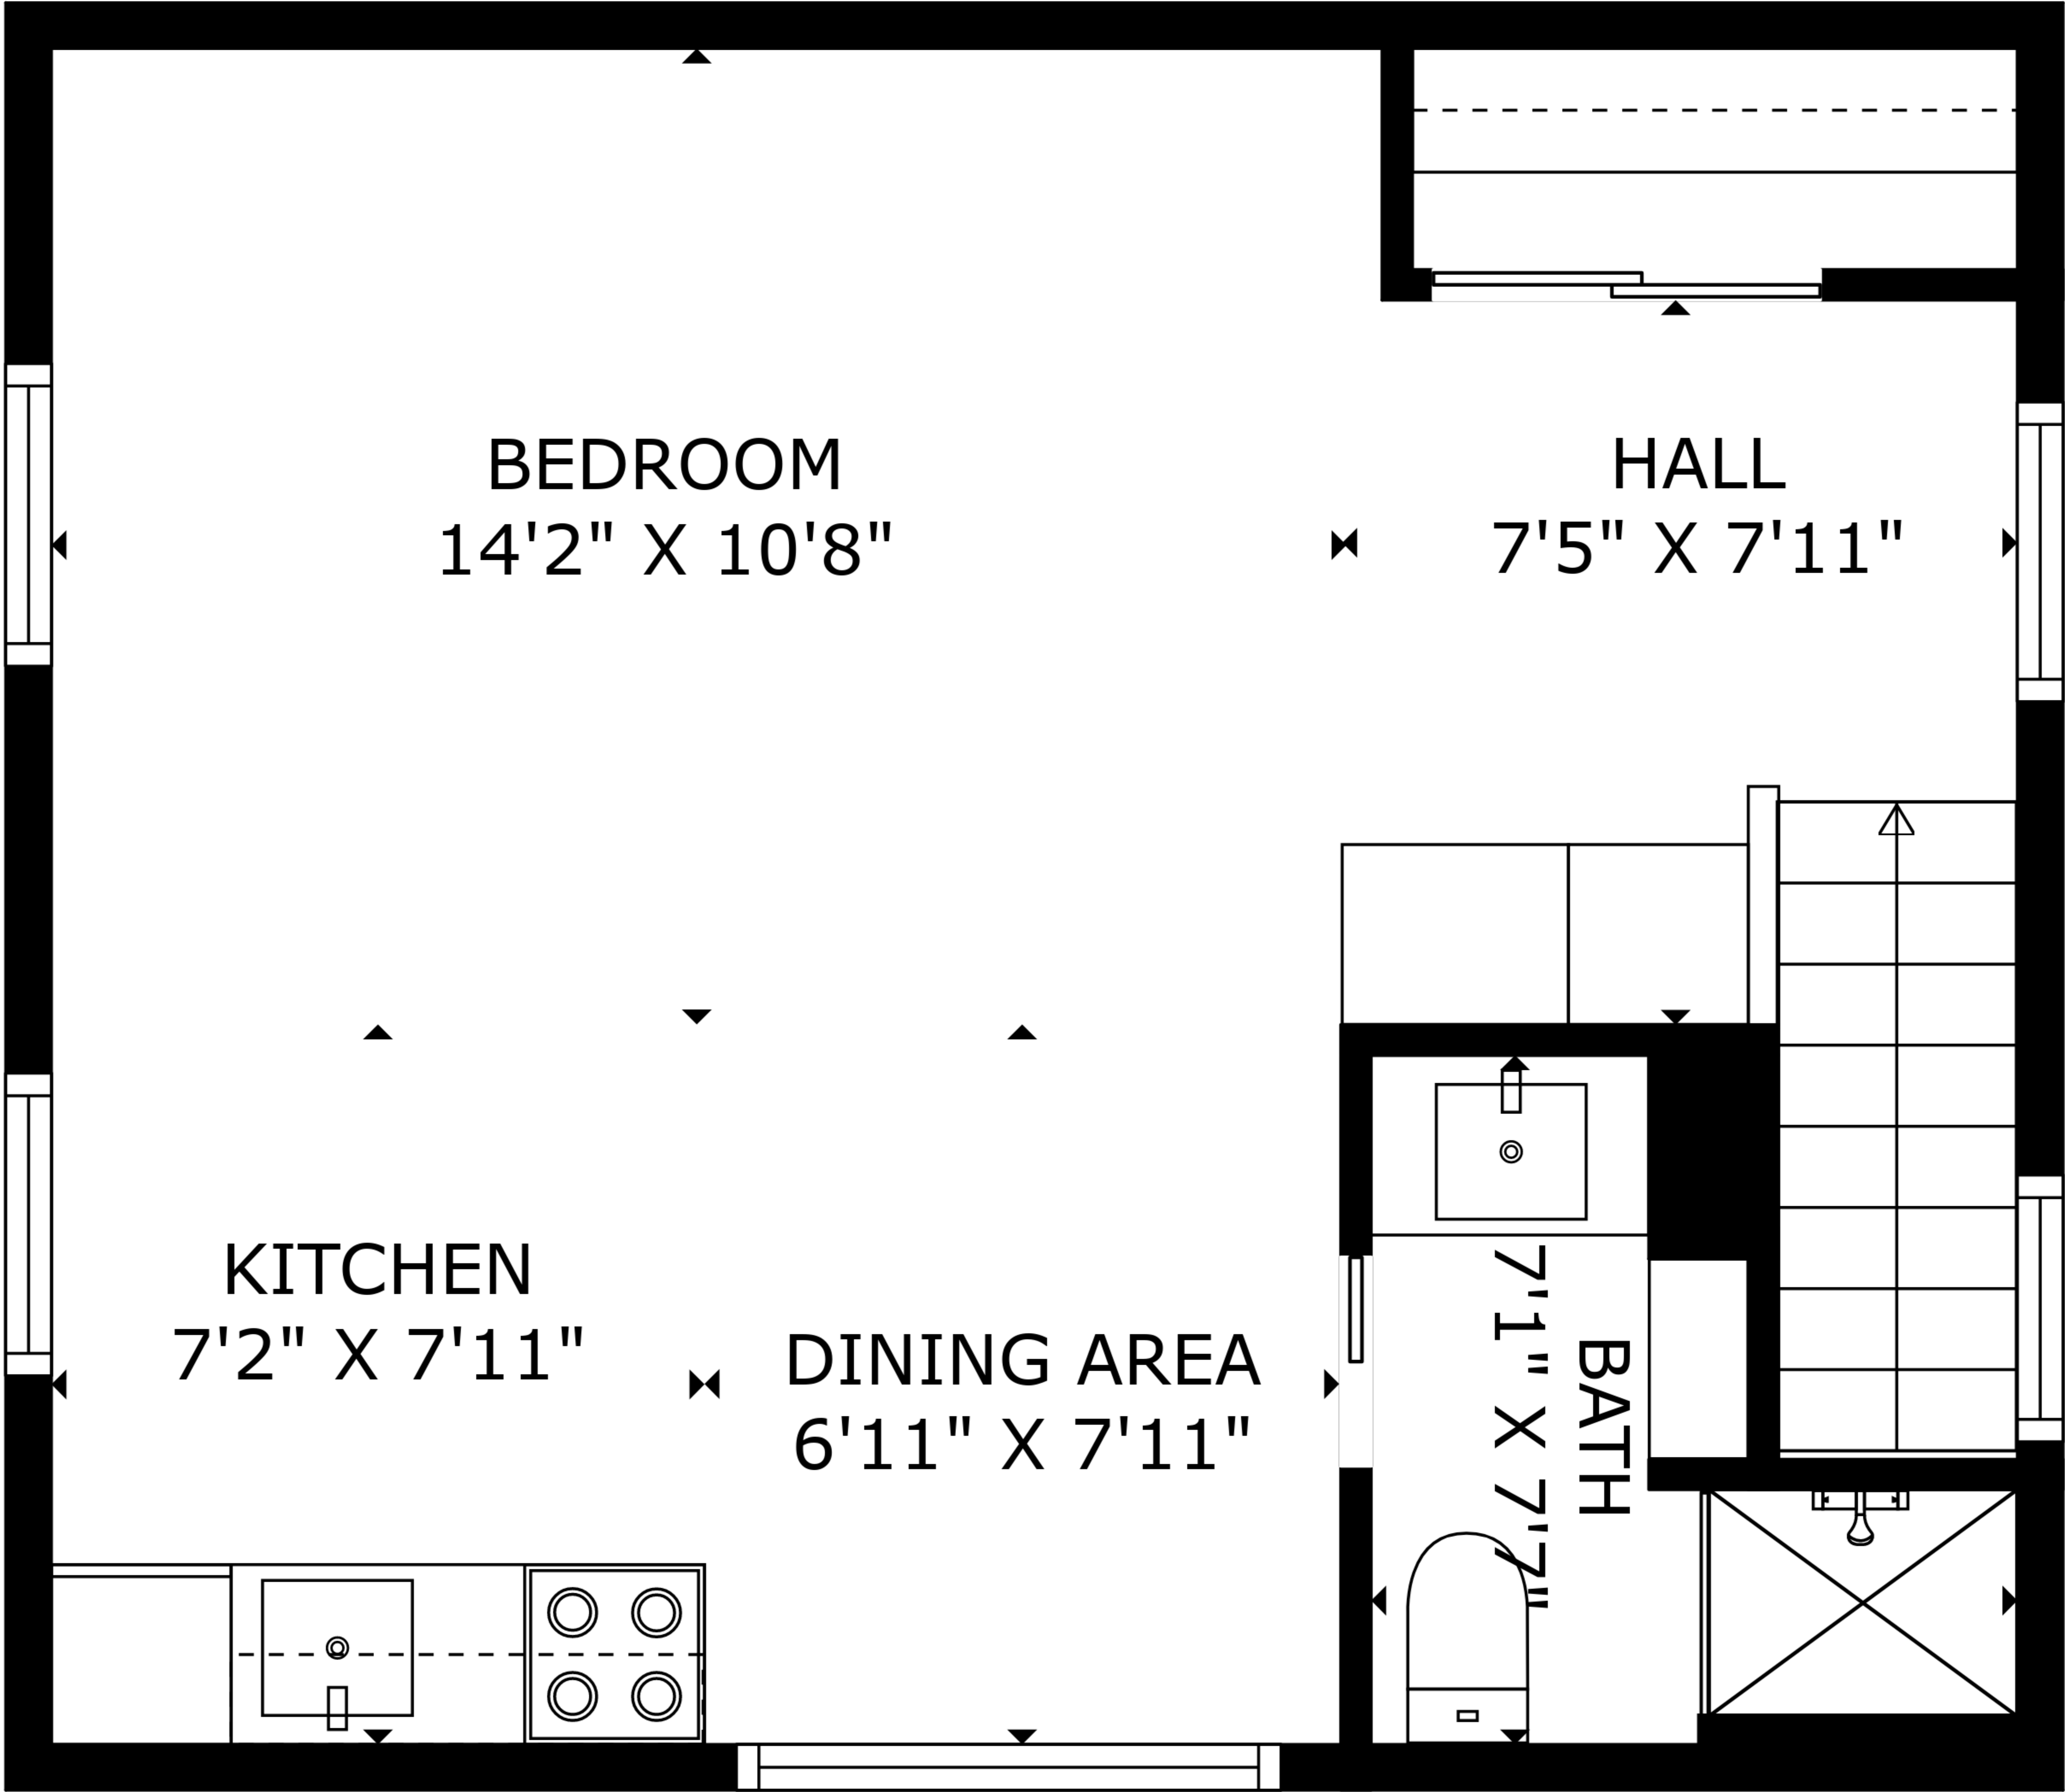 BEDROOM
14'2" X 10'8"
HALL
7'5" X 7'11"
KITCHEN
7'2" X 7'11"
DINING AREA
6'11" X 7'11"
BATH
7'1" X 7'7"